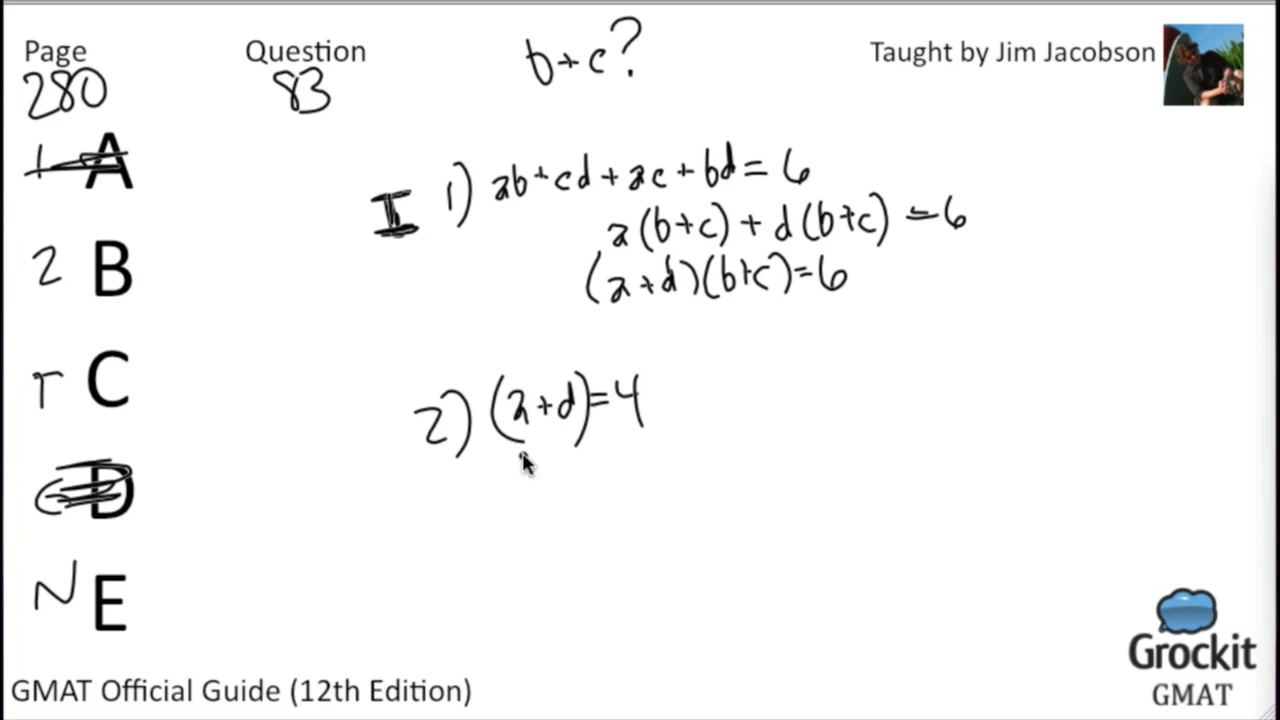 Page Question b+c? Taught by Jim Jacobson
280 83
1 A
I 1) ab+cd+ac+bd=6
a(b+c)+d(b+c)=6
2 B (a+d)(b+c)=6
T C 2) (a+d)=4
C D
N E
Grockit
GMAT
GMAT Official Guide (12th Edition)